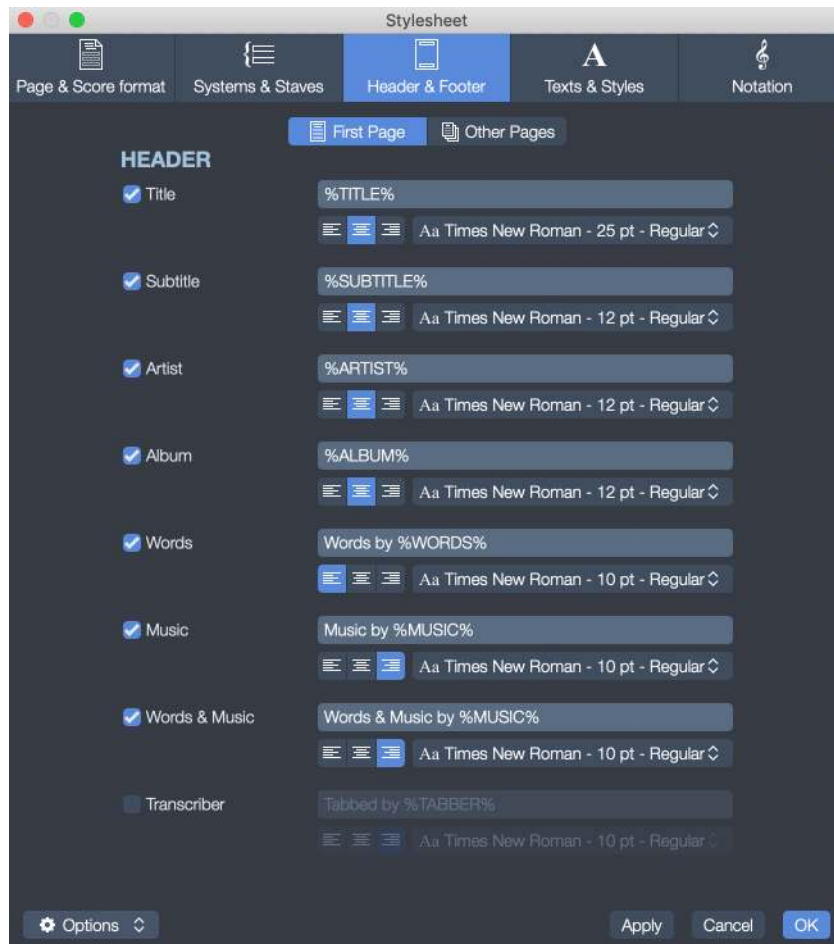 Stylesheet
Page & Score format Systems & Staves Header & Footer Texts & Styles Notation
First Page Other Pages
HEADER
Title %TITLE%
Aa Times New Roman - 25 pt - Regular
Subtitle %SUBTITLE%
Aa Times New Roman - 12 pt - Regular
Artist %ARTIST%
Aa Times New Roman - 12 pt - Regular
Album %ALBUM%
Aa Times New Roman - 12 pt - Regular
Words Words by %WORDS%
Aa Times New Roman - 10 pt - Regular
Music Music by %MUSIC%
Aa Times New Roman - 10 pt - Regular
Words & Music Words & Music by %MUSIC%
Aa Times New Roman - 10 pt - Regular
Transcriber Tabbed by %TABBER%
Aa Times New Roman - 10 pt - Regular
Options Apply Cancel OK